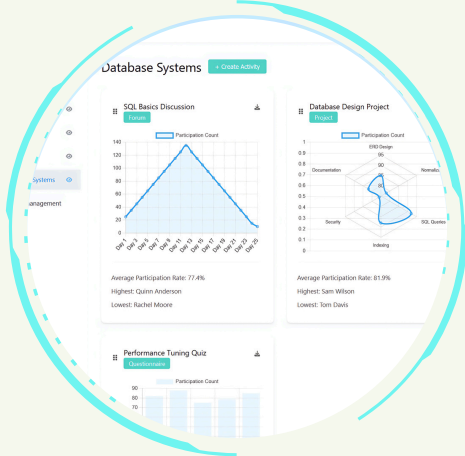 Database Systems + Create Activity
Systems
anagement
SQL Basics Discussion
Forum
Participation Count
140
120
100
80
60
40
20
0
Day 1 Day 3 Day 5 Day 7 Day 9 Day 11 Day 13 Day 15 Day 17 Day 19 Day 21 Day 23 Day 25
Average Participation Rate: 77.4%
Highest: Quinn Anderson
Lowest: Rachel Moore
Database Design Project
Project
Participation Count
1
0.9
0.8
0.7
0.6
0.5
0.4
0.3
0.2
0.1
0
ERD Design
95
90
Documentation
Security
Indexing
SQL Queries
Average Participation Rate: 81.9%
Highest: Sam Wilson
Lowest: Tom Davis
Performance Tuning Quiz
Questionnaire
Participation Count
90
80
70